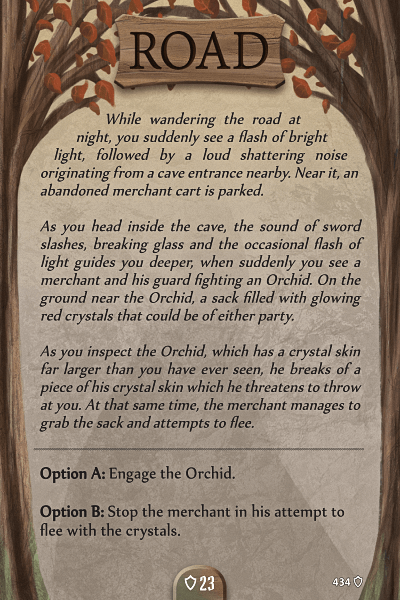 ROAD
While wandering the road at
night, you suddenly see a flash of bright
light, followed by a loud shattering noise
originating from a cave entrance nearby. Near it, an
abandoned merchant cart is parked.
As you head inside the cave, the sound of sword
slashes, breaking glass and the occasional flash of
light guides you deeper, when suddenly you see a
merchant and his guard fighting an Orchid. On the
ground near the Orchid, a sack filled with glowing
red crystals that could be of either party.
As you inspect the Orchid, which has a crystal skin
far larger than you have ever seen, he breaks of a
piece of his crystal skin which he threatens to throw
at you. At that same time, the merchant manages to
grab the sack and attempts to flee.
Option A: Engage the Orchid.
Option B: Stop the merchant in his attempt to
flee with the crystals.
23
434